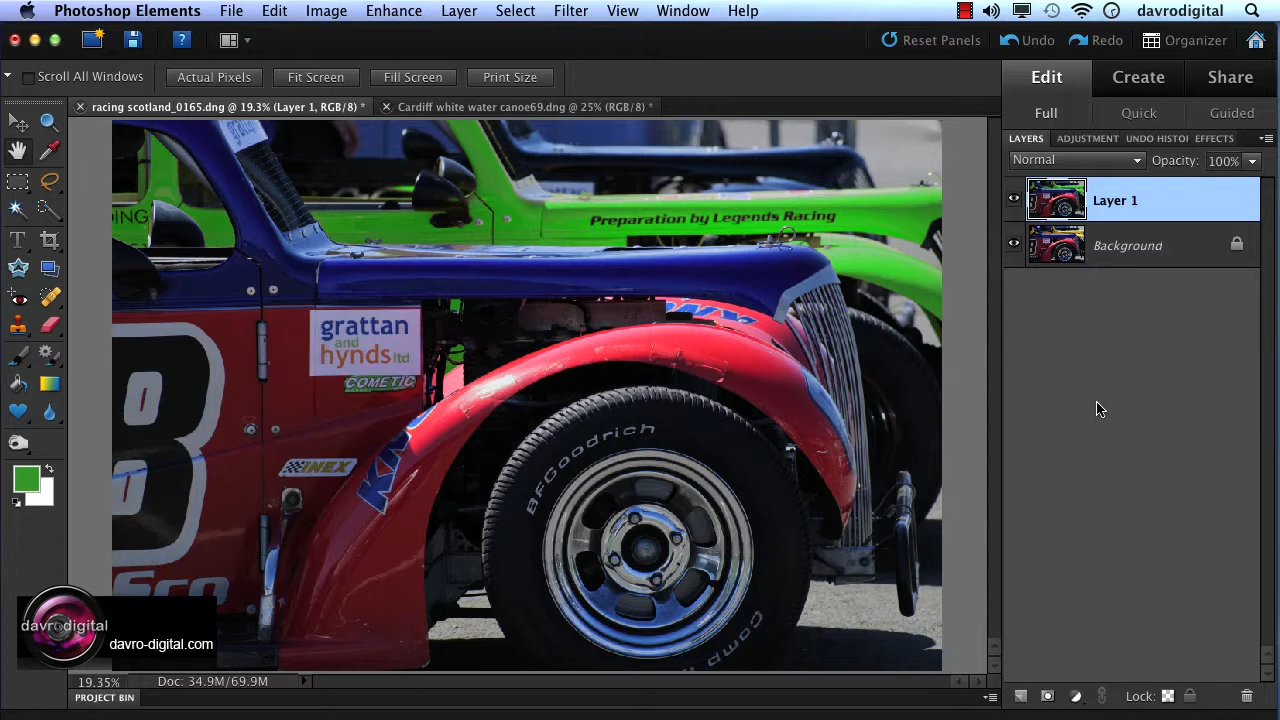 Photoshop Elements File Edit Image Enhance Layer Select Filter View Window Help davrodigital
Reset Panels Undo Redo Organizer
Scroll All Windows Actual Pixels Fit Screen Fill Screen Print Size
Edit Create Share
racing scotland_0165.dng @ 19.3% (Layer 1, RGB/8) * Cardiff white water canoe69.dng @ 25% (RGB/8) *
Full Quick Guided
LAYERS ADJUSTMENT UNDO HISTOR EFFECTS
Normal Opacity: 100%
Layer 1
Background
Preparation by Legends Racing
grattan
and
hynds ltd
COMETIC
INEX
8
BFGoodrich
Comp
davro digital
davro-digital.com
19.35% Doc: 34.9M/69.9M
Lock:
PROJECT BIN